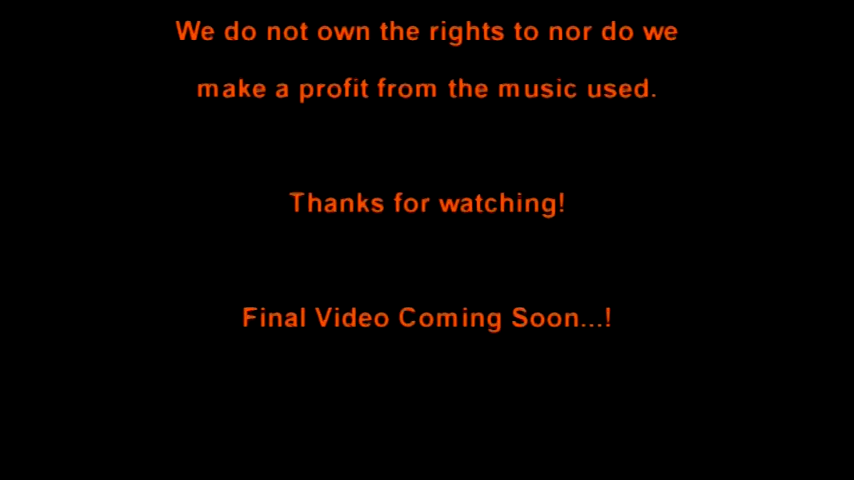 We do not own the rights to nor do we
make a profit from the music used.
Thanks for watching!
Final Video Coming Soon...!